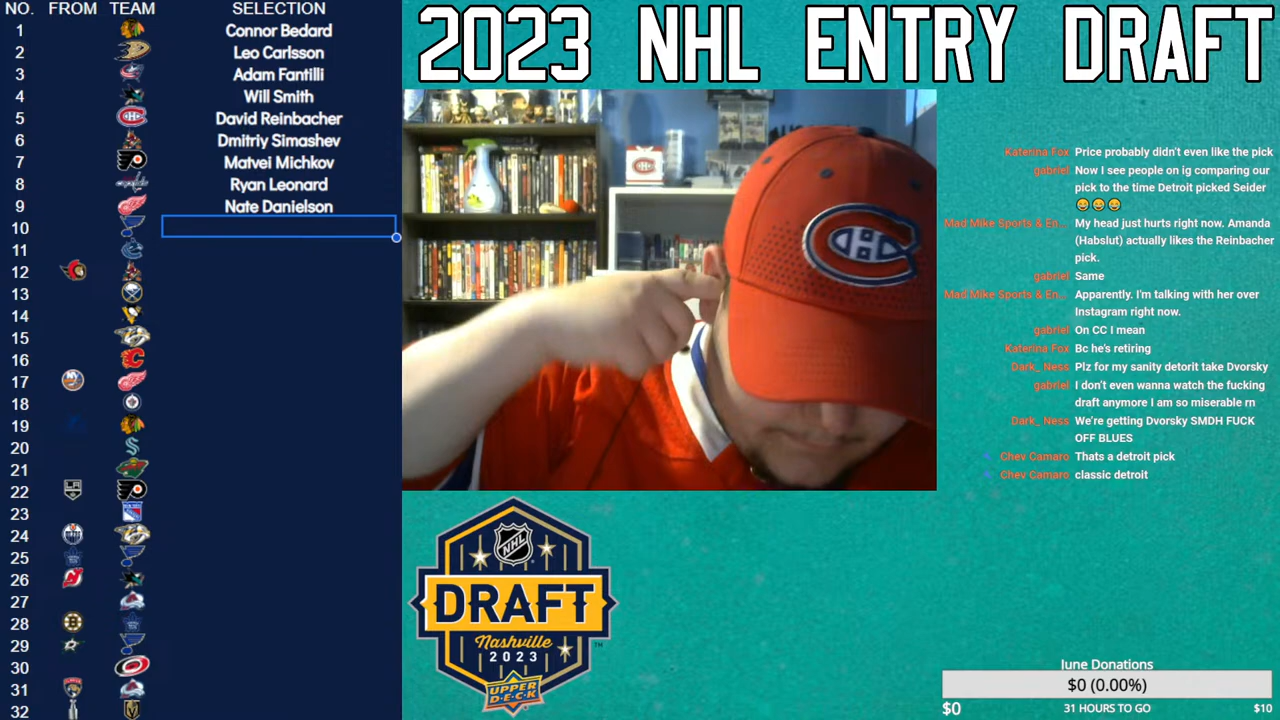 NO. FROM TEAM SELECTION
1 Connor Bedard
2 Leo Carlsson
3 Adam Fantilli
4 Will Smith
5 David Reinbacher
6 Dmitriy Simashev
7 Matvei Michkov
8 Ryan Leonard
9 Nate Danielson
10
11
12
13
14
15
16
17
18
19
20
21
22
23
24
25
26
27
28
29
30
31
32
2023 NHL ENTRY DRAFT
Katerina Fox Price probably didn't even like the pick
gabriel Now I see people on ig comparing our
pick to the time Detroit picked Seider
😂😂😂
Mad Mike Sports & En... My head just hurts right now. Amanda
(Habslut) actually likes the Reinbacher
pick.
gabriel Same
Mad Mike Sports & En... Apparently. I'm talking with her over
Instagram right now.
gabriel On CC I mean
Katerina Fox Bc he's retiring
Dark_ Ness Plz for my sanity detorit take Dvorsky
gabriel I don't even wanna watch the fucking
draft anymore I am so miserable rn
Dark_ Ness We're getting Dvorsky SMDH FUCK
OFF BLUES
Chev Camaro Thats a detroit pick
Chev Camaro classic detroit
NHL
DRAFT
Nashville
2023
UPPER
DECK
June Donations
$0 (0.00%)
$0 31 HOURS TO GO $10